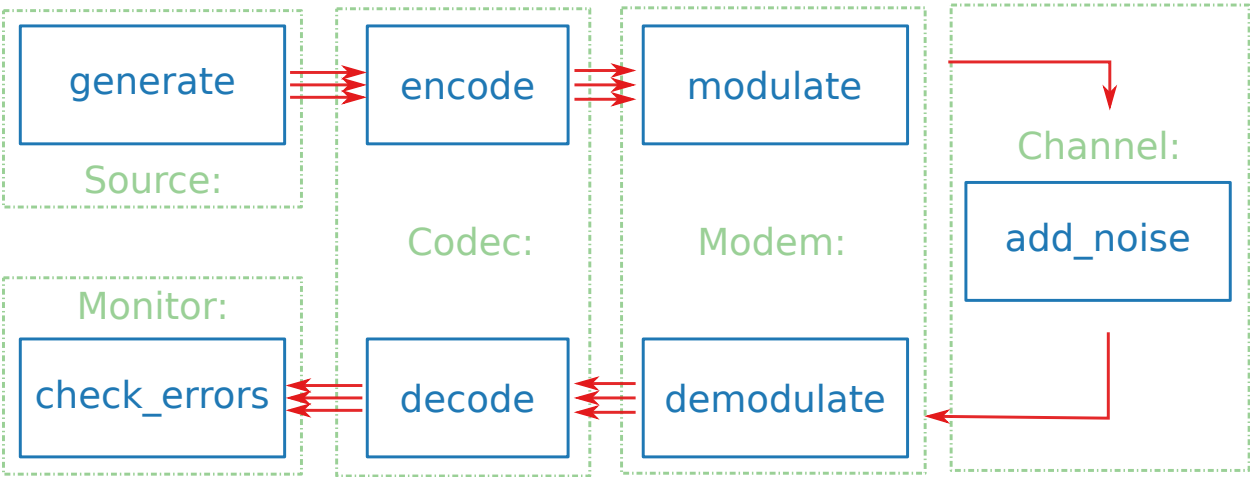 generate
encode
modulate
Source:
Channel:
Codec:
Modem:
add_noise
Monitor:
check_errors
decode
demodulate